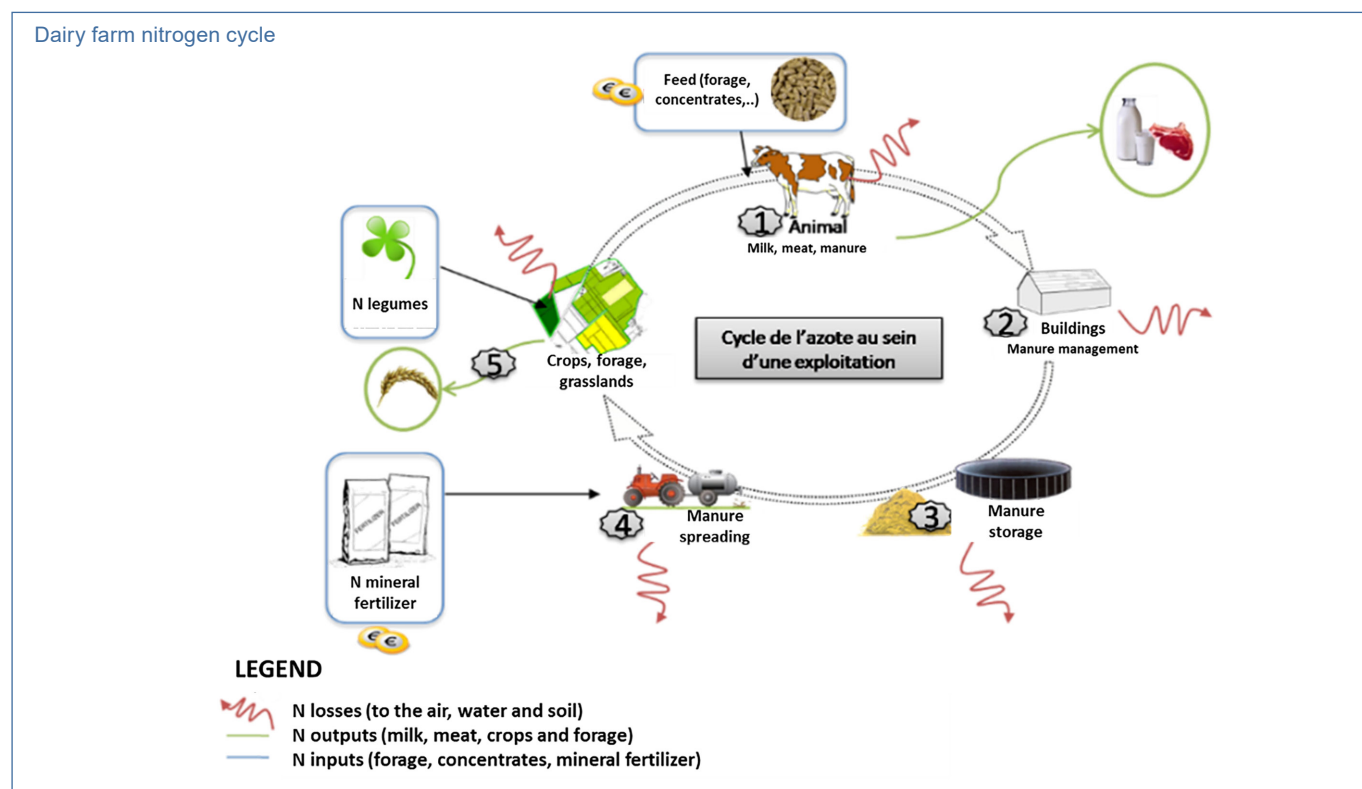 Dairy farm nitrogen cycle
Feed (forage,
concentrates,..)
€€
1
Animal
Milk, meat, manure
N legumes
2
Buildings
Manure management
Cycle de l'azote au sein
d'une exploitation
5
Crops, forage,
grasslands
4
Manure
spreading
3
Manure
storage
FERTILIZER
FERTILIZER
N mineral
fertilizer
€€
LEGEND
N losses (to the air, water and soil)
N outputs (milk, meat, crops and forage)
N inputs (forage, concentrates, mineral fertilizer)